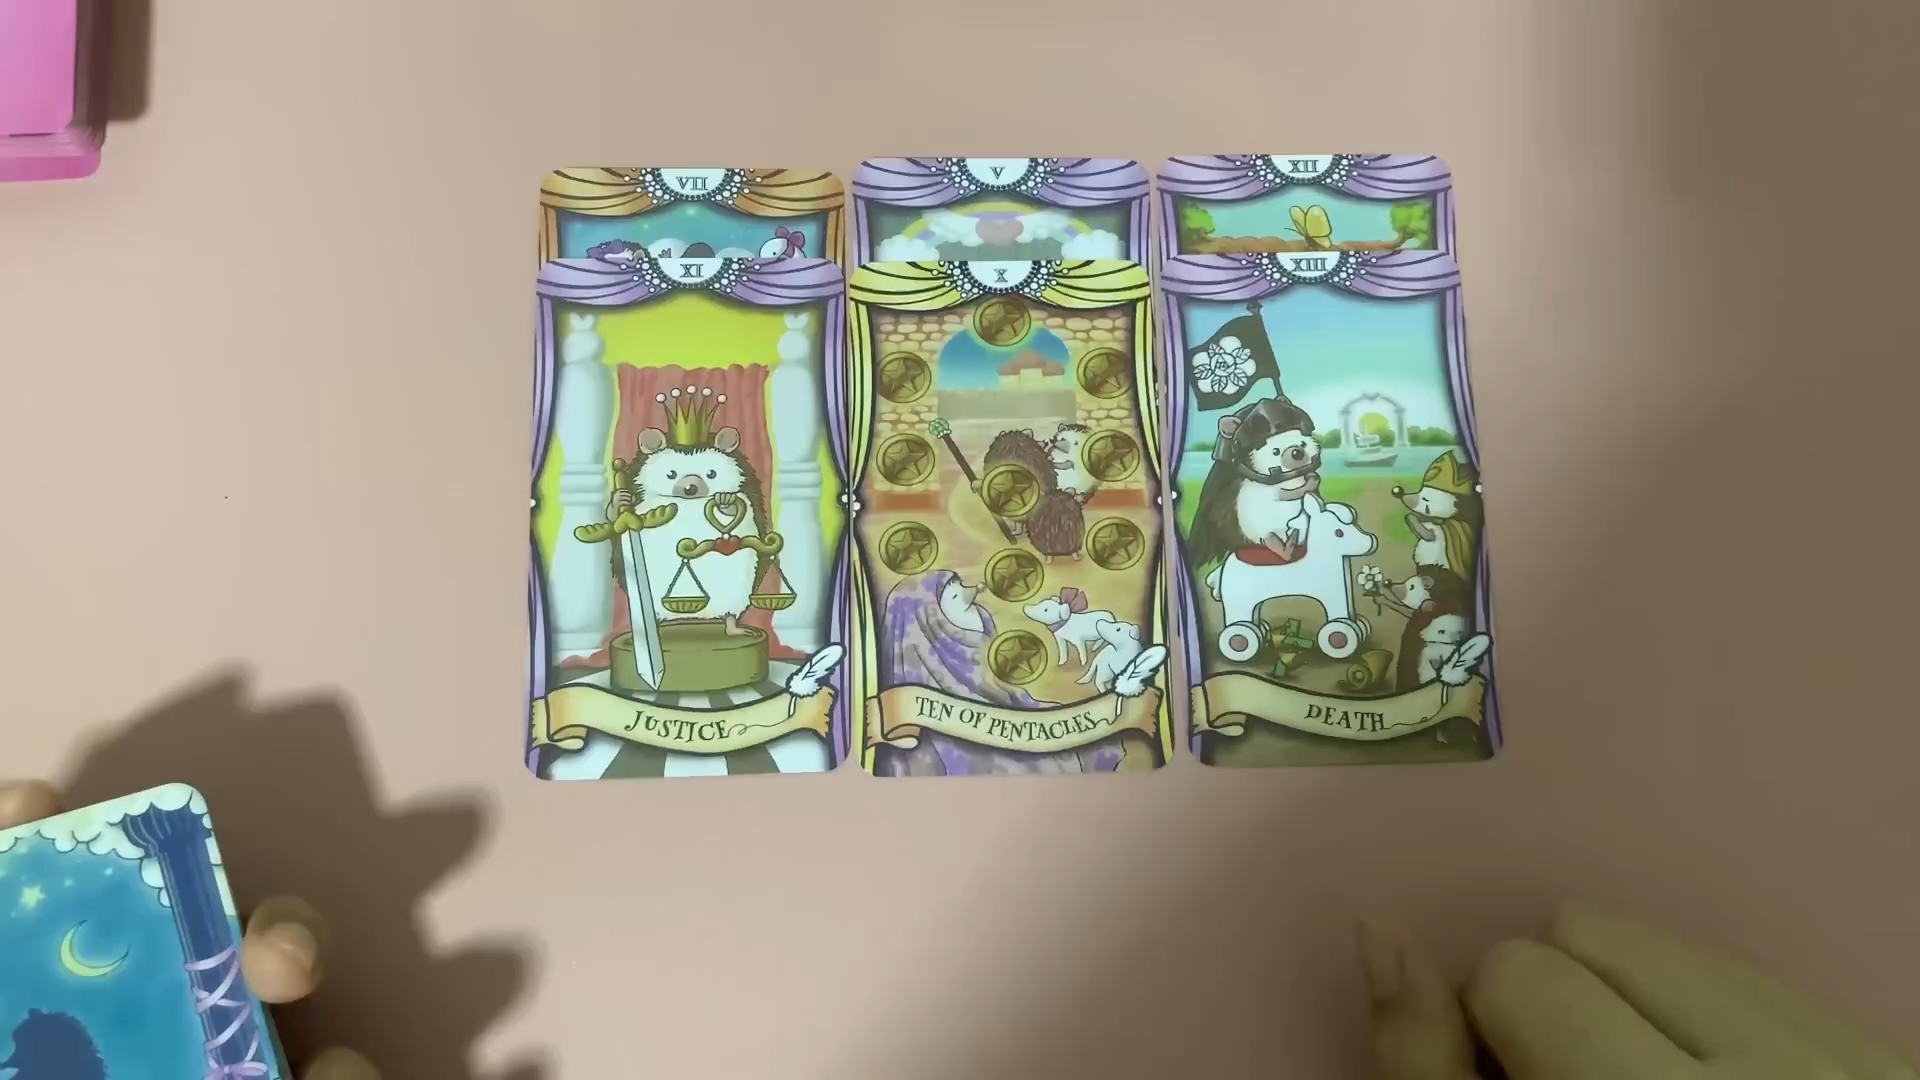 VII
V
XII
XI
X
XIII
JUSTICE
TEN OF PENTACLES
DEATH